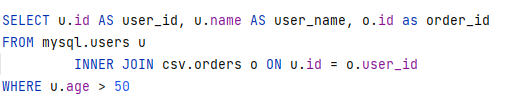 SELECT u.id AS user_id, u.name AS user_name, o.id as order_id
FROM mysql.users u
INNER JOIN csv.orders o ON u.id = o.user_id
WHERE u.age > 50